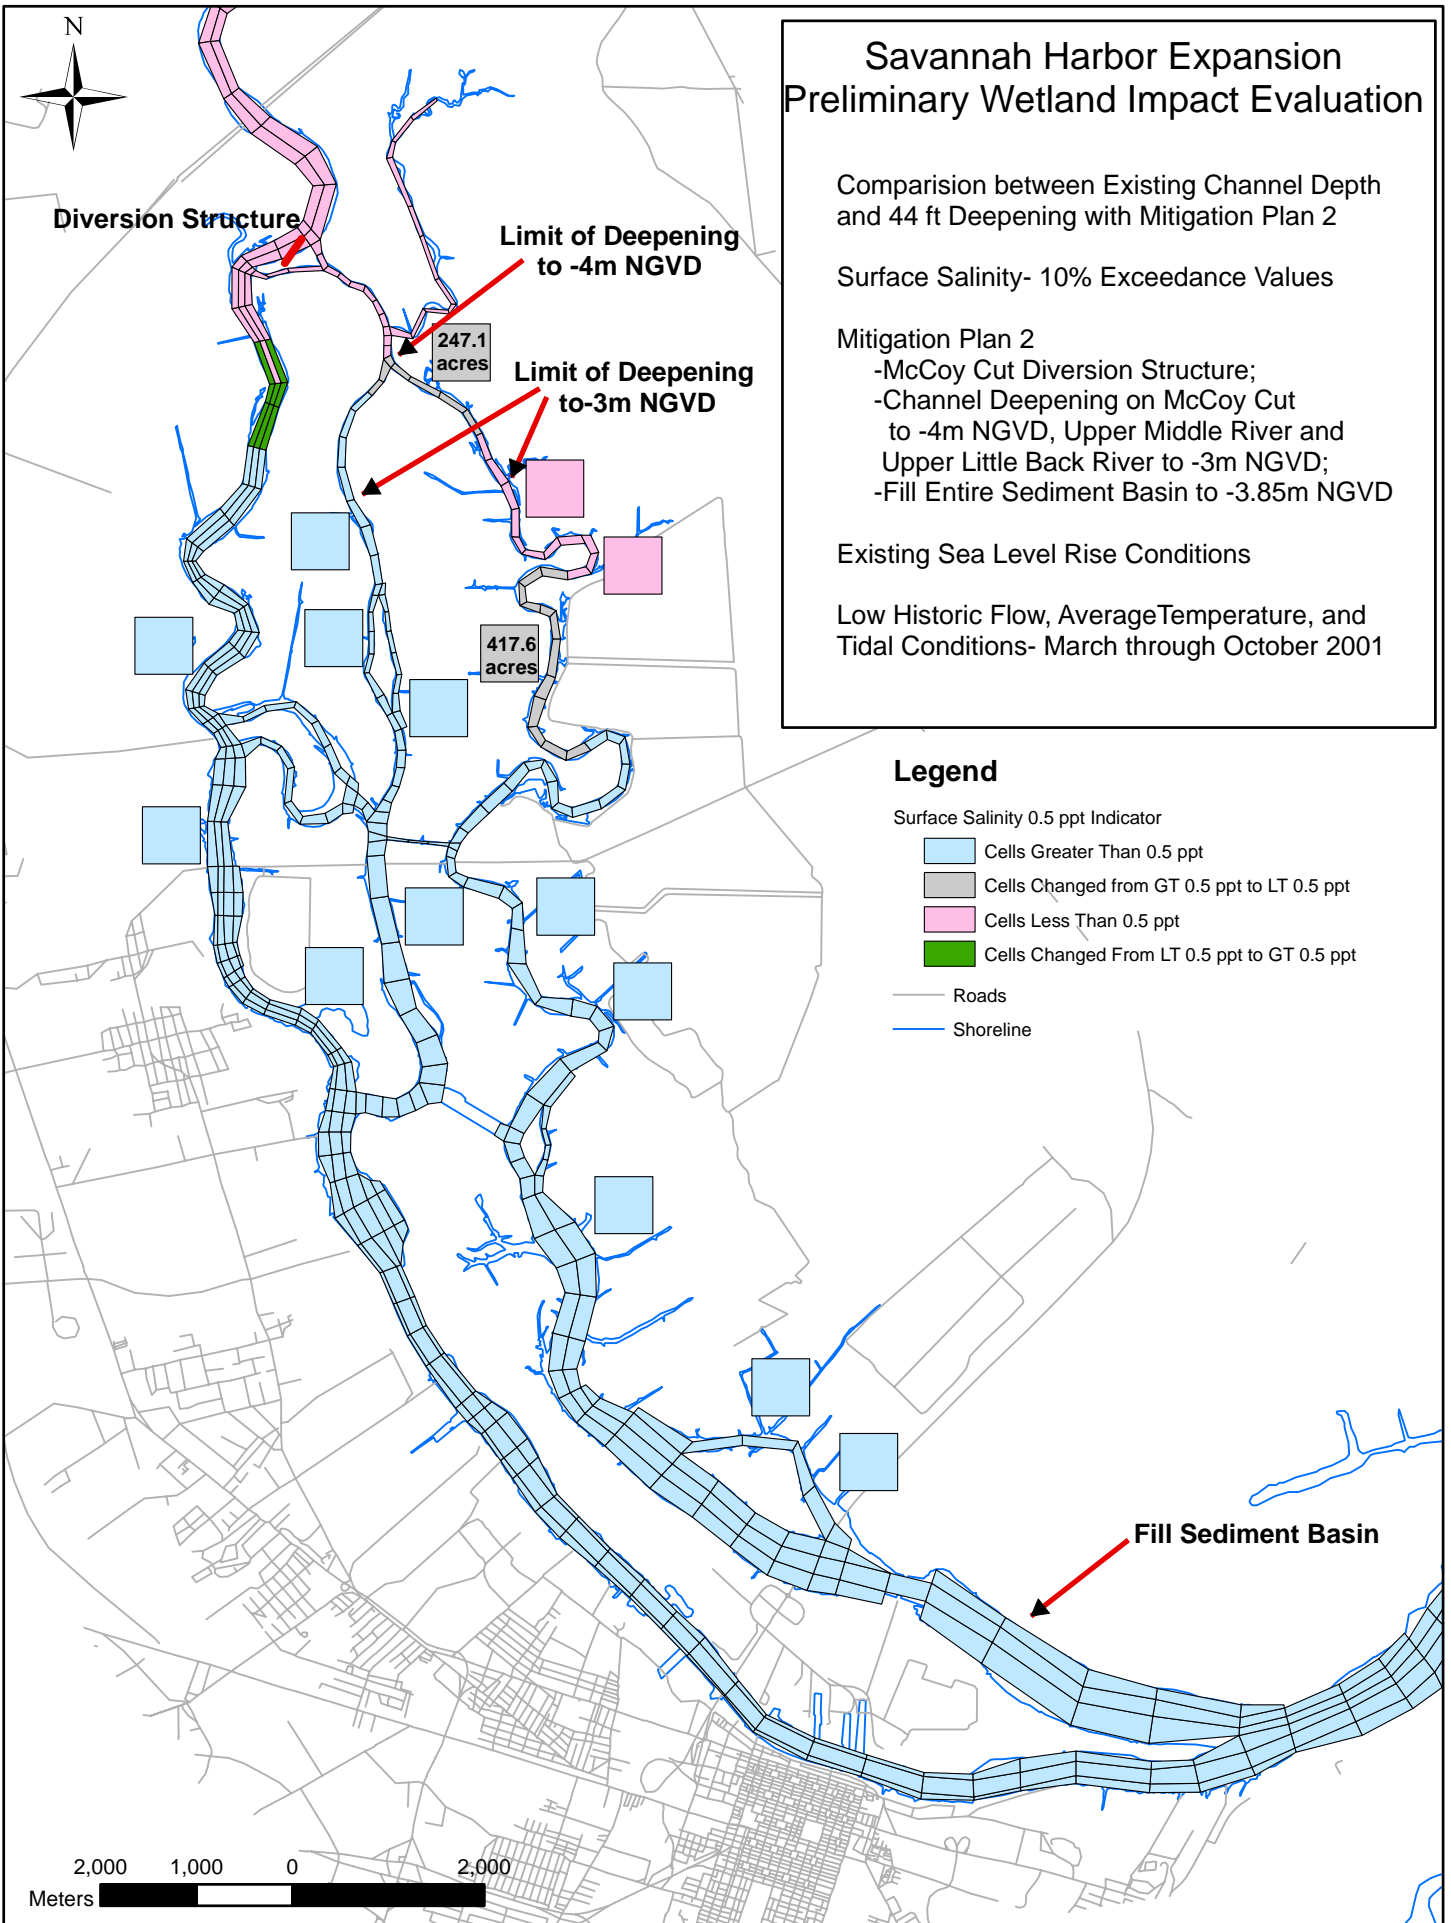 N
Savannah Harbor Expansion
Preliminary Wetland Impact Evaluation
Comparision between Existing Channel Depth
and 44 ft Deepening with Mitigation Plan 2
Surface Salinity- 10% Exceedance Values
Mitigation Plan 2
-McCoy Cut Diversion Structure;
-Channel Deepening on McCoy Cut
to -4m NGVD, Upper Middle River and
Upper Little Back River to -3m NGVD;
-Fill Entire Sediment Basin to -3.85m NGVD
Existing Sea Level Rise Conditions
Low Historic Flow, AverageTemperature, and
Tidal Conditions- March through October 2001
Diversion Structure
Limit of Deepening
to -4m NGVD
247.1
acres
Limit of Deepening
to-3m NGVD
417.6
acres
Legend
Surface Salinity 0.5 ppt Indicator
Cells Greater Than 0.5 ppt
Cells Changed from GT 0.5 ppt to LT 0.5 ppt
Cells Less Than 0.5 ppt
Cells Changed From LT 0.5 ppt to GT 0.5 ppt
Roads
Shoreline
Fill Sediment Basin
2,000 1,000 0 2,000
Meters